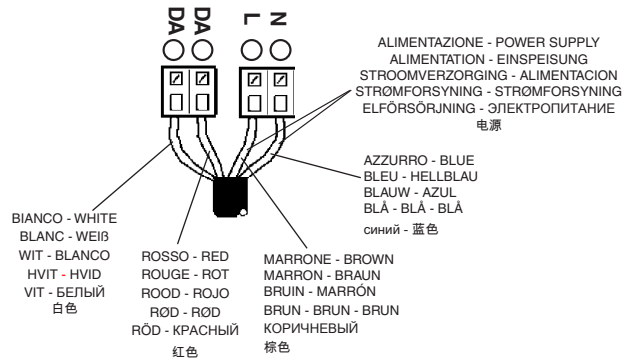 DA DA L N
ALIMENTAZIONE - POWER SUPPLY
ALIMENTATION - EINSPEISUNG
STROOMVERZORGING - ALIMENTACION
STRØMFORSYNING - STRØMFORSYNING
ELFÖRSÖRJNING - ЭЛЕКТРОПИТАНИЕ
电源
AZZURRO - BLUE
BLEU - HELLBLAU
BLAUW - AZUL
BLÅ - BLÅ - BLÅ
синий - 蓝色
BIANCO - WHITE
BLANC - WEIß
WIT - BLANCO
HVIT - HVID
VIT - БЕЛЫЙ
白色
ROSSO - RED
ROUGE - ROT
ROOD - ROJO
RØD - RØD
RÖD - КРАСНЫЙ
红色
MARRONE - BROWN
MARRON - BRAUN
BRUIN - MARRÓN
BRUN - BRUN - BRUN
КОРИЧНЕВЫЙ
棕色